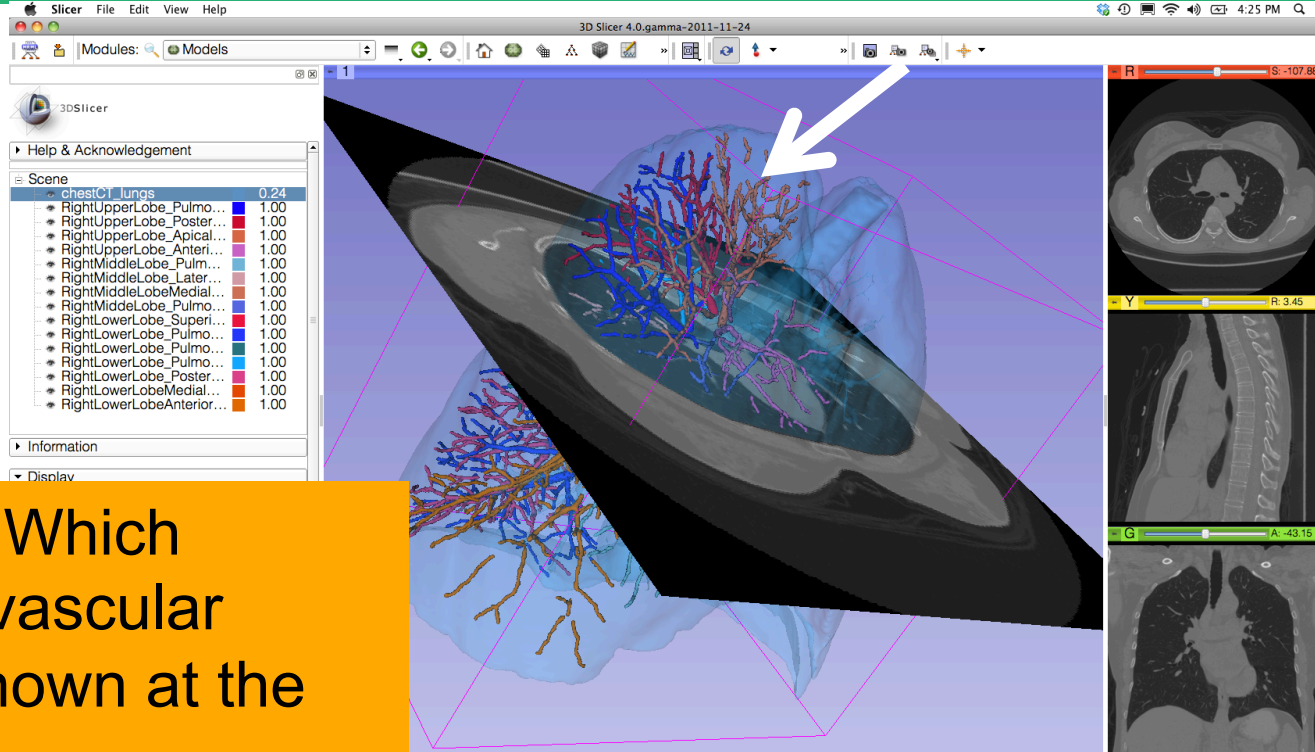 Slicer File Edit View Help 4:25 PM
3D Slicer 4.0.gamma-2011-11-24
Modules: Models » »
1
R S: -107.88
3DSlicer
Help & Acknowledgement
Scene
chestCT_lungs 0.24
RightUpperLobe_Pulmo... 1.00
RightUpperLobe_Poster... 1.00
RightUpperLobe_Apical... 1.00
RightUpperLobe_Anteri... 1.00
RightMiddleLobe_Pulm... 1.00
RightMiddleLobe_Later... 1.00
RightMiddleLobeMedial... 1.00
RightMiddeLobe_Pulmo... 1.00
RightLowerLobe_Superi... 1.00
RightLowerLobe_Pulmo... 1.00
RightLowerLobe_Pulmo... 1.00
RightLowerLobe_Pulmo... 1.00
RightLowerLobe_Poster... 1.00
RightLowerLobeMedial... 1.00
RightLowerLobeAnterior... 1.00
Y R: 3.45
Information
Display
Which
vascular
nown at the
G A: -43.15